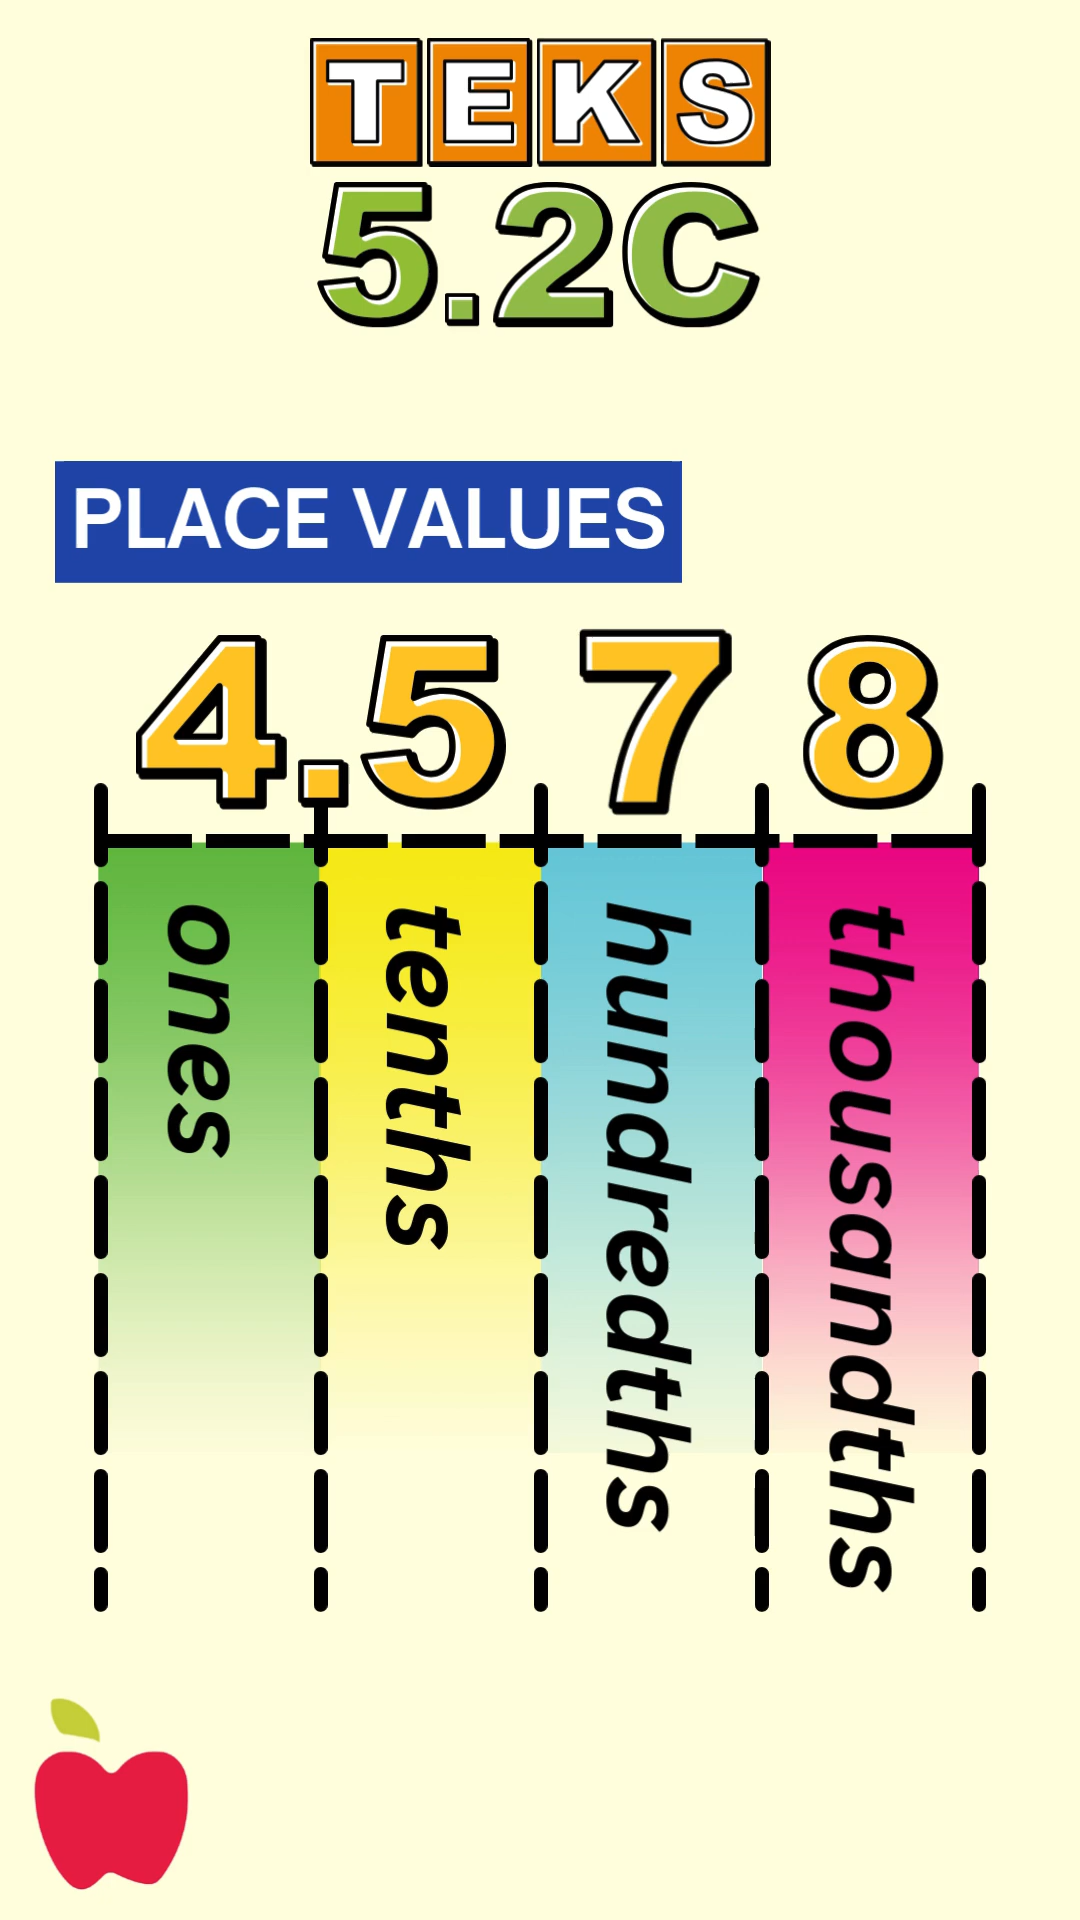 TEKS
5.2C
PLACE VALUES
4.578
ones
tenths
hundredths
thousandths